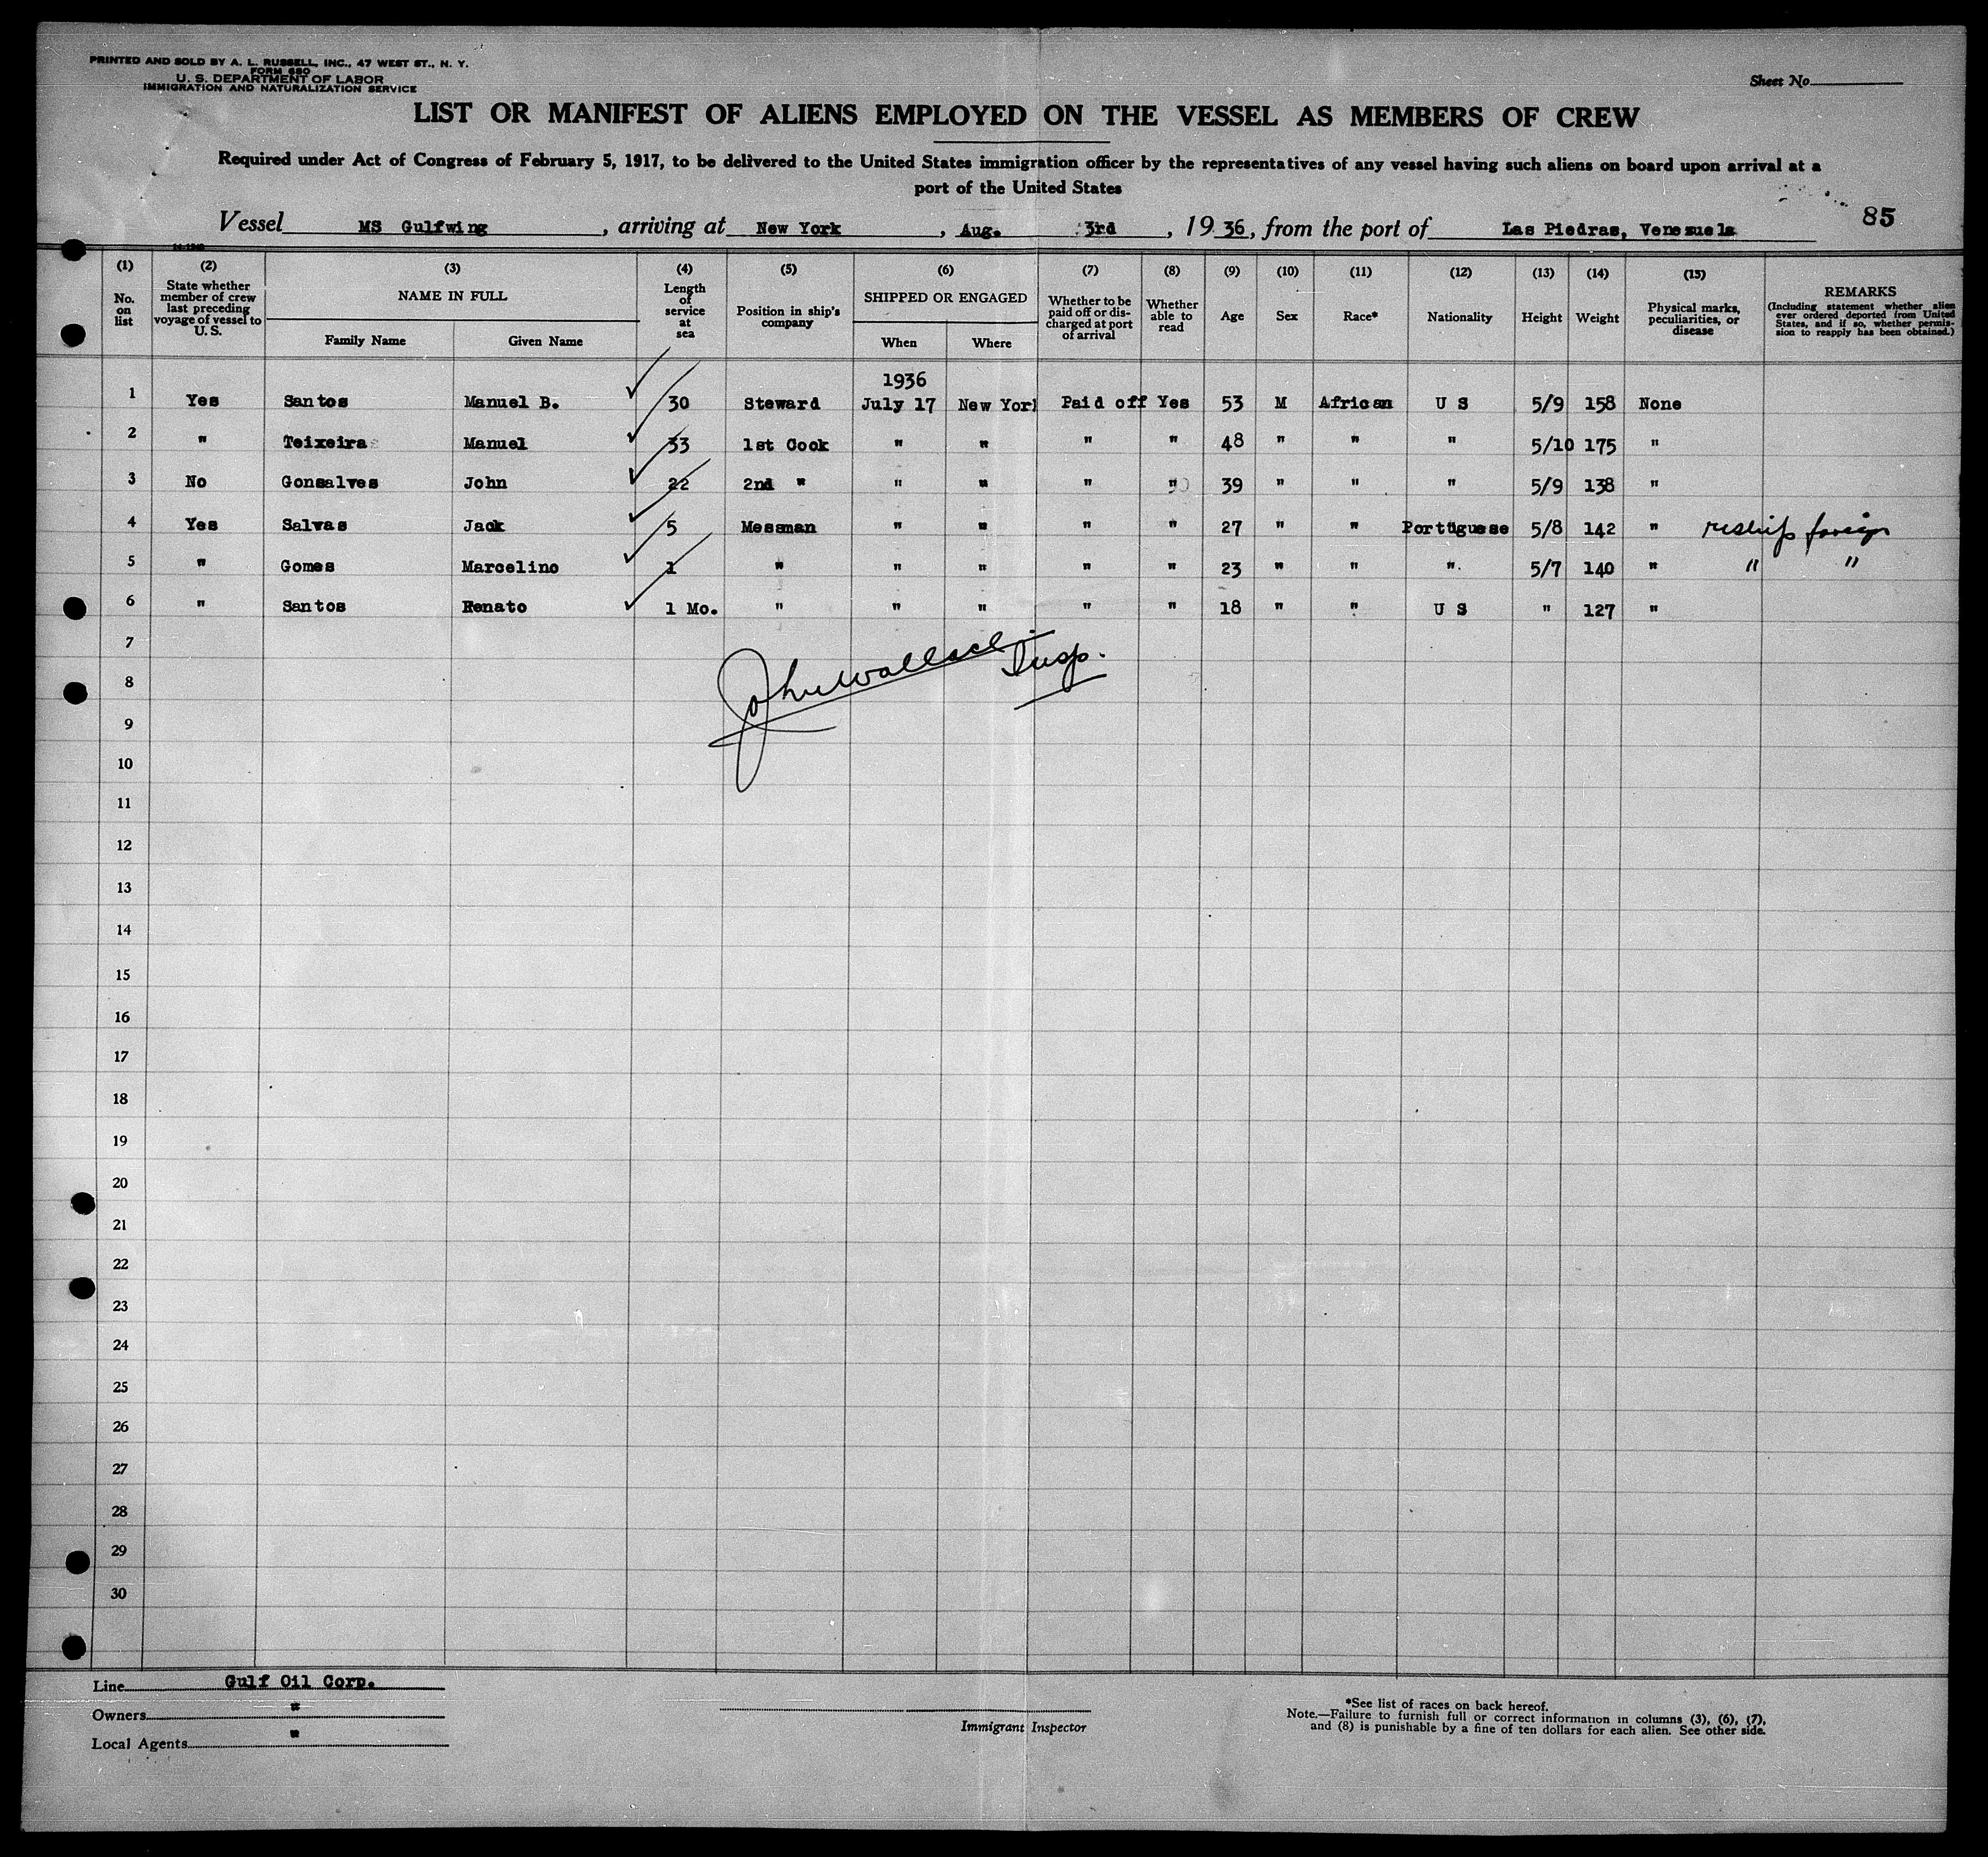 PRINTED AND SOLD BY A. L. RUSSELL, INC., 47 WEST ST., N. Y.
FORM 680
U. S. DEPARTMENT OF LABOR
IMMIGRATION AND NATURALIZATION SERVICE
Sheet No.
LIST OR MANIFEST OF ALIENS EMPLOYED ON THE VESSEL AS MEMBERS OF CREW
Required under Act of Congress of February 5, 1917, to be delivered to the United States immigration officer by the representatives of any vessel having such aliens on board upon arrival at a
port of the United States
85
Vessel MS Gulfwing, arriving at New York, Aug. 3rd, 1936, from the port of Las Piedras, Venezuela
(1) (2) (3) (4) (5) (6) (7) (8) (9) (10) (11) (12) (13) (14) (15)
No. on list | State whether member of crew last preceding voyage of vessel to U. S. | NAME IN FULL | Family Name | Given Name | Length of service at sea | Position in ship's company | SHIPPED OR ENGAGED | When | Where | Whether to be paid off or discharged at port of arrival | Whether able to read | Age | Sex | Race* | Nationality | Height | Weight | Physical marks, peculiarities, or disease | REMARKS (Including statement whether alien ever ordered deported from United States, and if so, whether permission to reapply has been obtained.)
1936
1 Yes Santos Manuel B. 30 Steward July 17 New York Paid off Yes 53 M African U S 5/9 158 None
2 " Teixeira Manuel 33 1st Cook " " " " 48 " " " 5/10 175 "
3 No Gonsalves John 22 2nd " " " " " 39 " " " 5/9 138 "
4 Yes Salvas Jack 5 Messman " " " " 27 " " Portuguese 5/8 142 " reship foreign
5 " Gomes Marcelino 1 " " " " " 23 " " " 5/7 140 " " "
6 " Santos Renato 1 Mo. " " " " " 18 " " U S " 127 "
7
John Wallace Insp.
8
9
10
11
12
13
14
15
16
17
18
19
20
21
22
23
24
25
26
27
28
29
30
Line Gulf Oil Corp.
Owners "
Local Agents "
Immigrant Inspector
*See list of races on back hereof.
Note.—Failure to furnish full or correct information in columns (3), (6), (7),
and (8) is punishable by a fine of ten dollars for each alien. See other side.